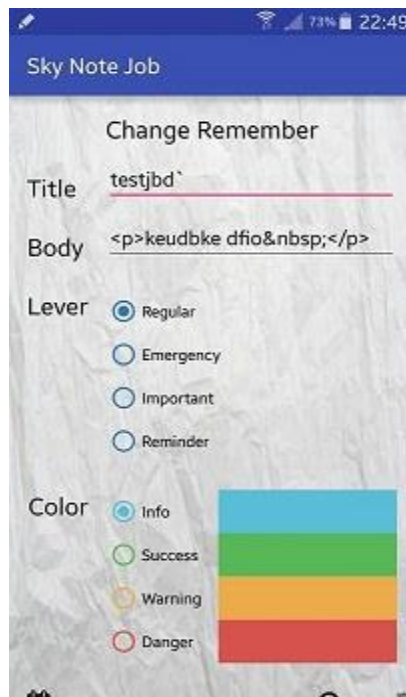 73% 22:49
Sky Note Job
Change Remember
Title testjbd`
Body <p>keudbke dfio&nbsp;</p>
Lever Regular
Emergency
Important
Reminder
Color Info
Success
Warning
Danger